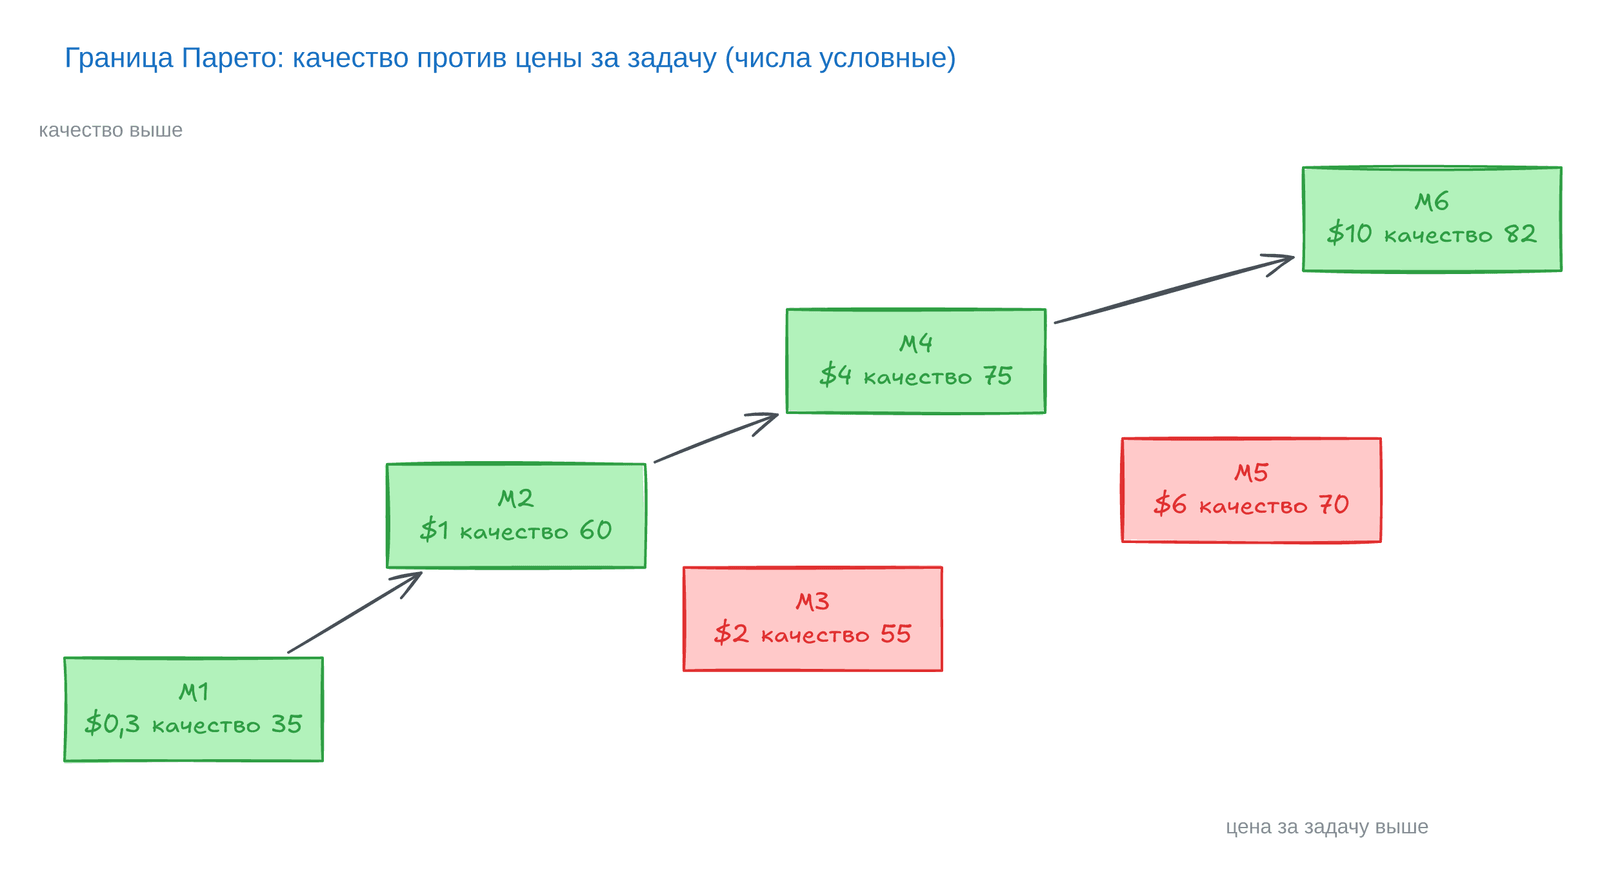 Граница Парето: качество против цены за задачу (числа условные)
качество выше
M6
$10 качество 82
M4
$4 качество 75
M5
$6 качество 70
M2
$1 качество 60
M3
$2 качество 55
M1
$0,3 качество 35
цена за задачу выше